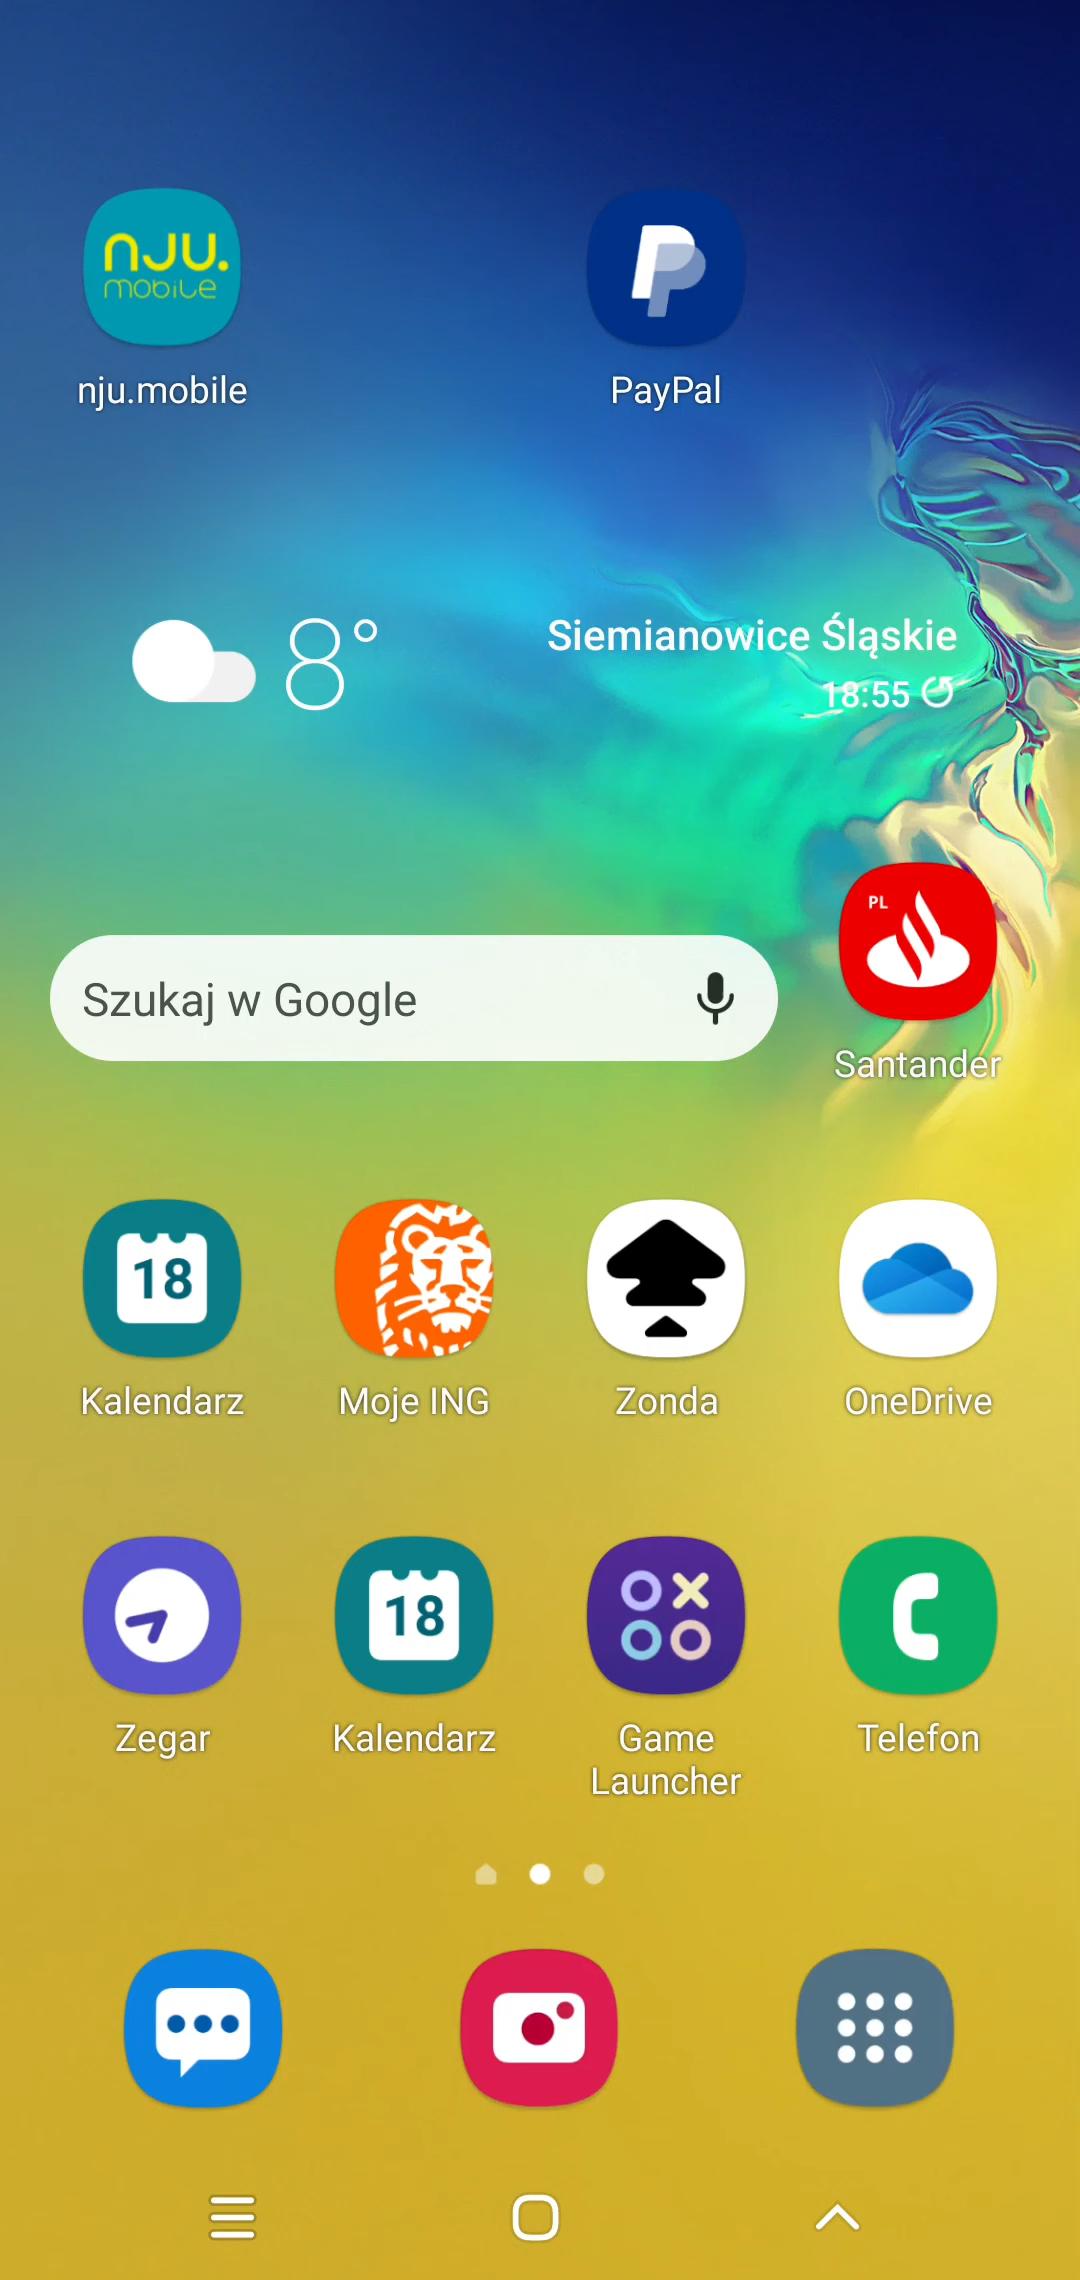 nju.
mobile
nju.mobile
PayPal
8°
Siemianowice Śląskie
18:55
PL
Szukaj w Google
Santander
18
Kalendarz
Moje ING
Zonda
OneDrive
18
Zegar
Kalendarz
Game
Launcher
Telefon